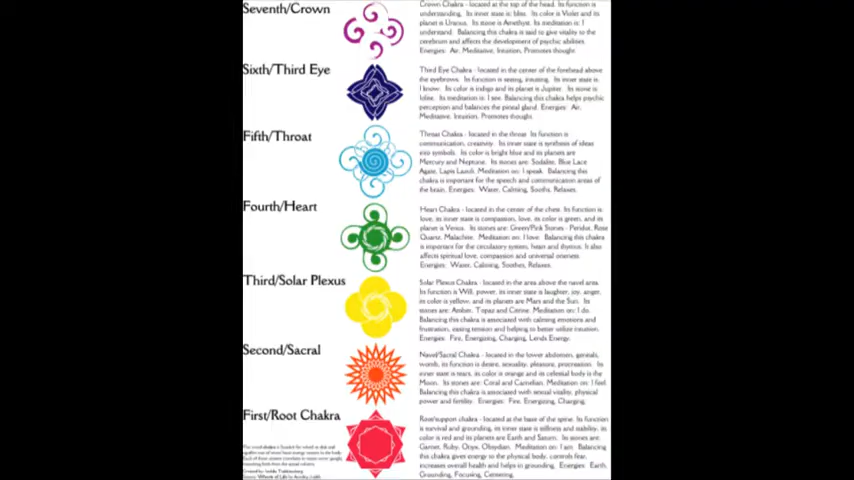 Seventh/Crown
Crown Chakra - located at the top of the head. Its function is
understanding. Its inner state is: bliss. Its color is Violet and its
planet is Uranus. Its stone is Amethyst. Its meditation is: I
understand. Balancing this chakra is said to give vitality to the
cerebrum and affects the development of psychic abilities.
Energies: Air, Meditative, Intuition, Promotes thought
Sixth/Third Eye
Third Eye Chakra - located in the center of the forehead above
the eyebrows. Its function is seeing, intuiting. Its inner state is:
I know. Its color is indigo and its planet is Jupiter. Its stone is
Iolite. Its meditation is: I see. Balancing this chakra helps psychic
perception and balances the pineal gland. Energies: Air,
Meditative, Intuition, Promotes thought.
Fifth/Throat
Throat Chakra - located in the throat Its function is
communication, creativity. Its inner state is synthesis of ideas
into symbols. Its color is bright blue and its planets are
Mercury and Neptune. Its stones are: Sodalite, Blue Lace
Agate, Lapis Lazuli. Meditation on: I speak. Balancing this
chakra is important for the speech and communication areas of
the brain. Energies: Water, Calming, Sooths, Relaxes.
Fourth/Heart
Heart Chakra - located in the center of the chest. Its function is
love, its inner state is compassion, love, its color is green, and its
planet is Venus. Its stones are: Green/Pink Stones - Peridot, Rose
Quartz, Malachite. Meditation on: I love. Balancing this chakra
is important for the circulatory system, heart and thymus. It also
affects spiritual love, compassion and universal oneness
Energies: Water, Calming, Soothes, Relaxes.
Third/Solar Plexus
Solar Plexus Chakra - located in the area above the navel area.
Its function is Will, power, its inner state is laughter, joy, anger,
its color is yellow, and its planets are Mars and the Sun. Its
stones are: Amber, Topaz and Citrine. Meditation on: I do.
Balancing this chakra is associated with calming emotions and
frustration, easing tension and helping to better utilize intuition.
Energies: Fire, Energizing, Charging, Lends Energy.
Second/Sacral
Navel/Sacral Chakra - located in the lower abdomen, genitals,
womb, its function is desire, sexuality, pleasure, procreation. Its
inner state is tears, its color is orange and its celestial body is the
Moon. Its stones are: Coral and Carnelian. Meditation on: I feel.
Balancing this chakra is associated with sexual vitality, physical
power and fertility. Energies: Fire, Energizing, Charging.
First/Root Chakra
Root/support chakra - located at the base of the spine. Its function
is survival and grounding, its inner state is stillness and stability, its
color is red and its planets are Earth and Saturn. Its stones are:
Garnet, Ruby, Onyx, Obsidian. Meditation on: I am. Balancing
this chakra gives energy to the physical body, controls fear,
increases overall health and helps in grounding. Energies: Earth,
Grounding, Focusing, Centering.